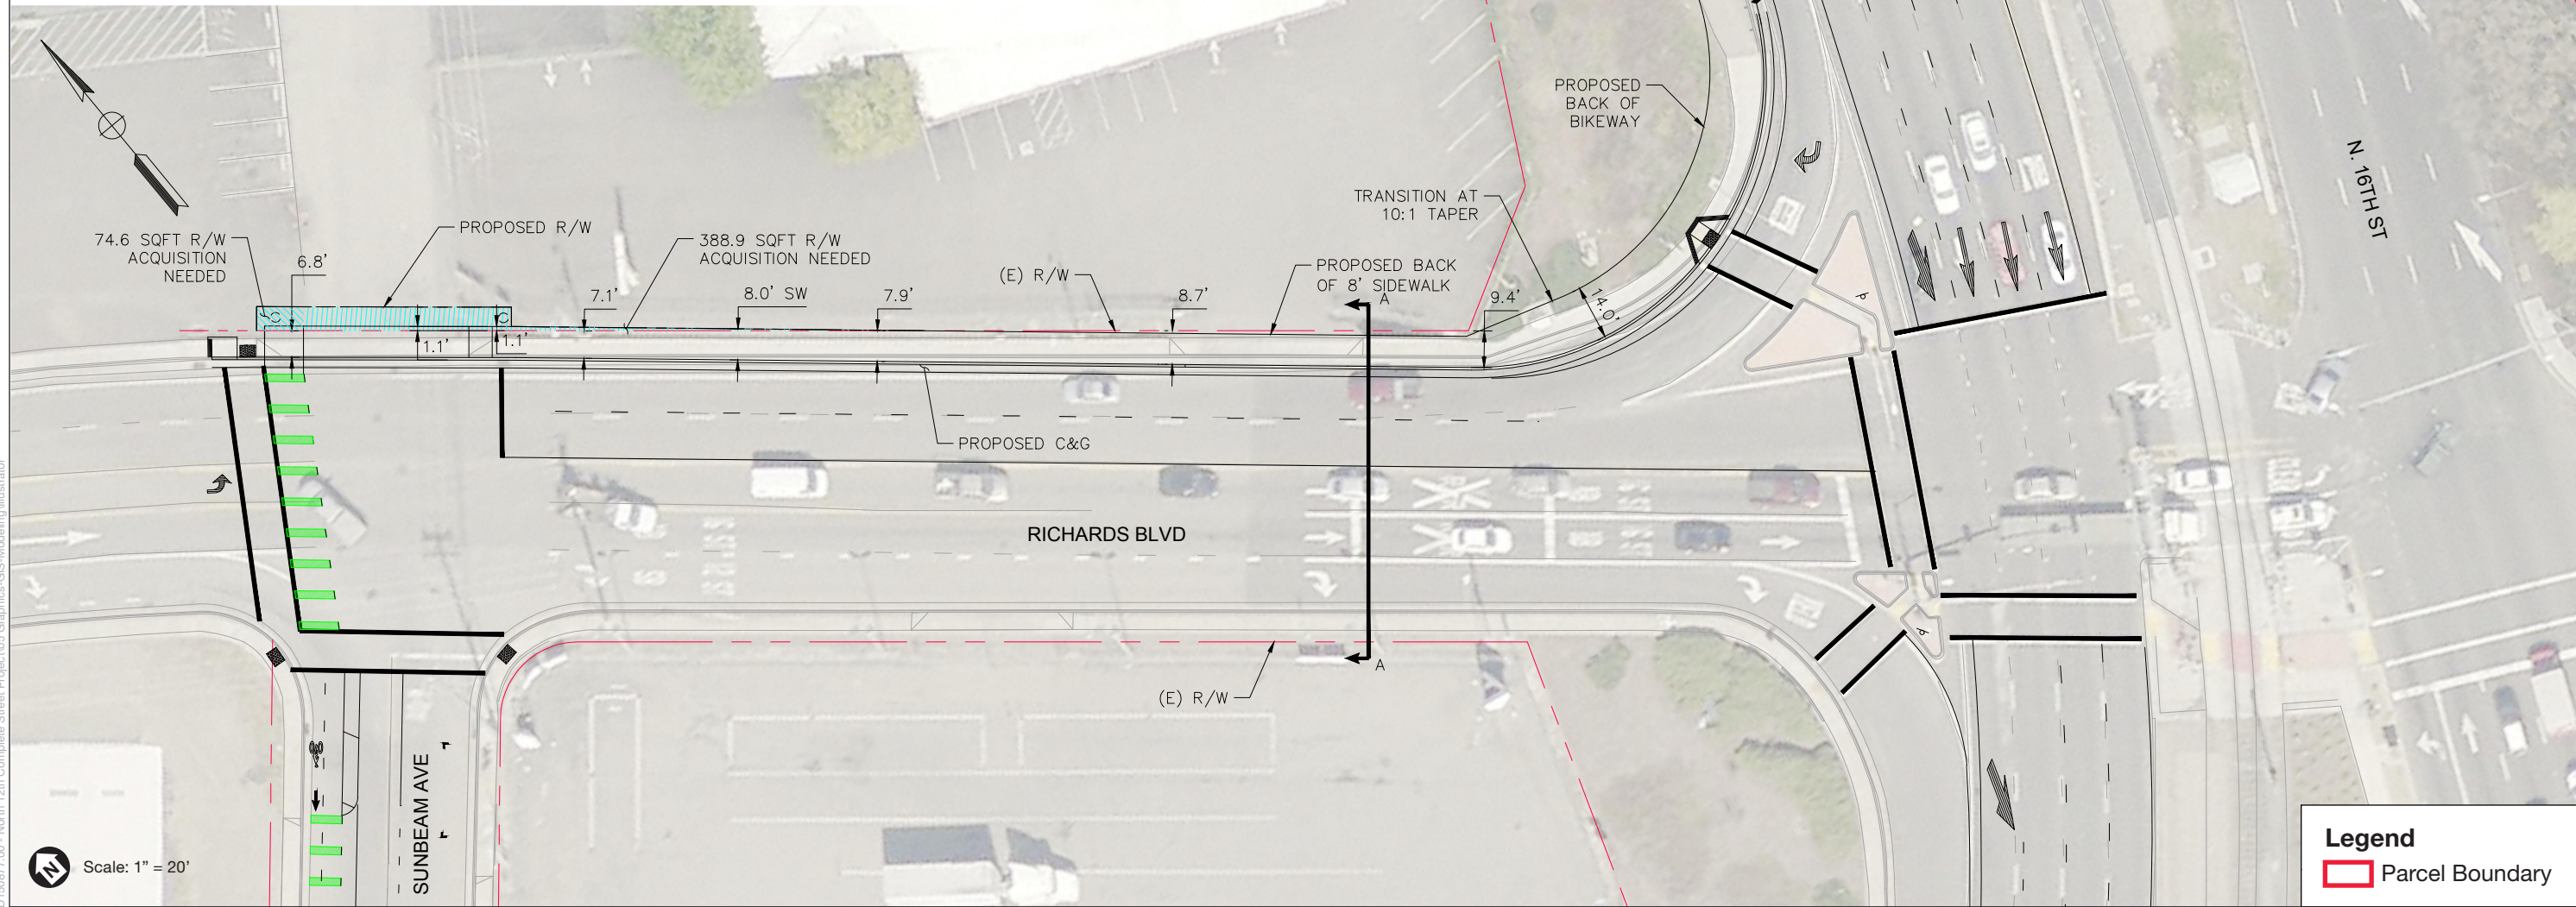 PROPOSED
BACK OF
BIKEWAY
N. 16TH ST
TRANSITION AT
10:1 TAPER
PROPOSED R/W
74.6 SQFT R/W
ACQUISITION
NEEDED
388.9 SQFT R/W
ACQUISITION NEEDED
6.8'
(E) R/W
PROPOSED BACK
OF 8' SIDEWALK
7.1'
8.0' SW
7.9'
8.7'
A
9.4'
14.0'
1.1'
1.1'
PROPOSED C&G
RICHARDS BLVD
A
(E) R/W
SUNBEAM AVE
N
Scale: 1" = 20'
Legend
Parcel Boundary